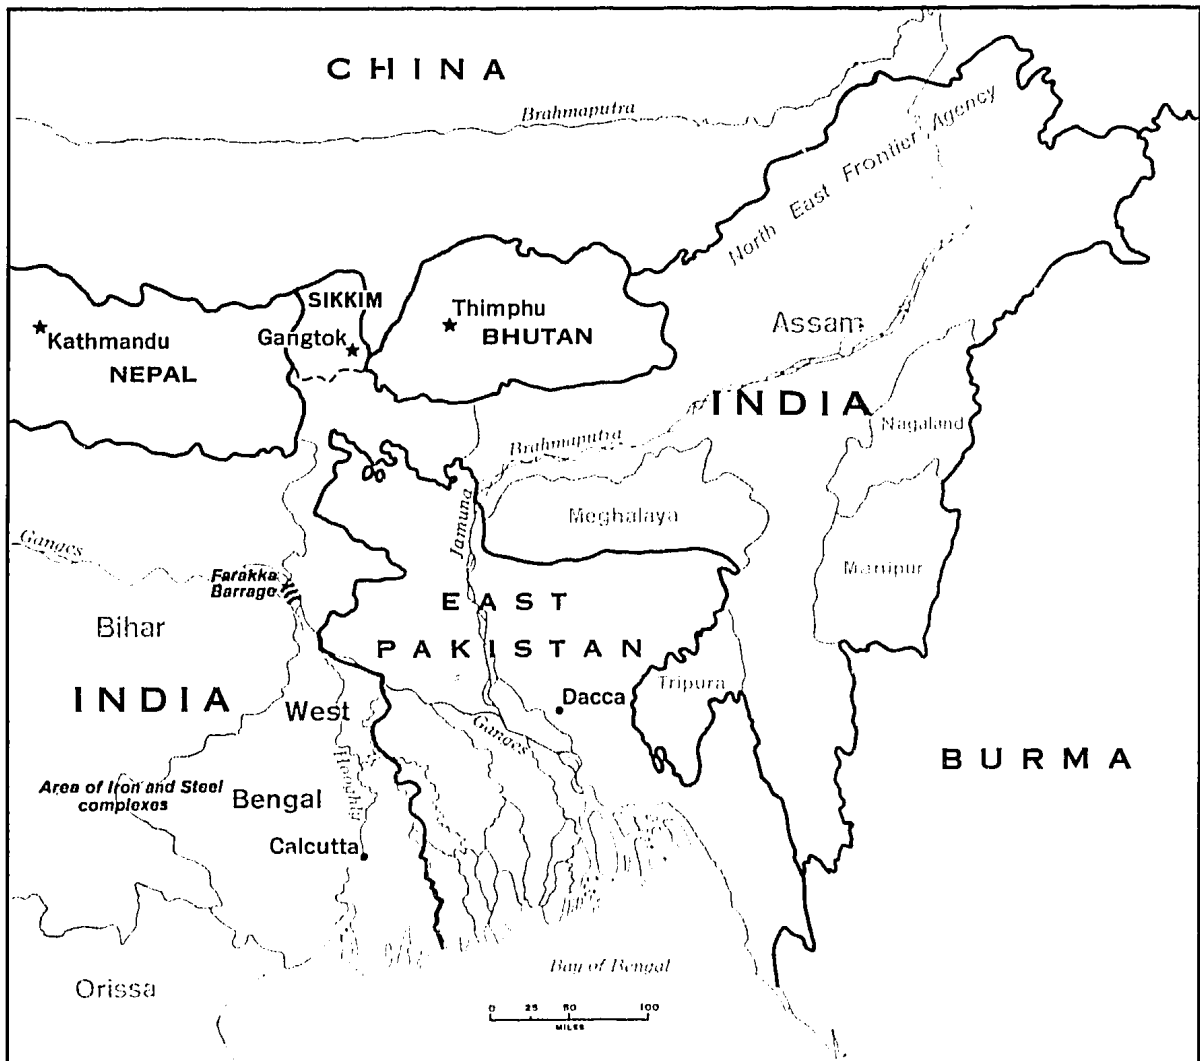 CHINA
Brahmaputra
North East Frontier Agency
SIKKIM
Thimphu
BHUTAN
Gangtok
Kathmandu
NEPAL
Assam
INDIA
Nagaland
Brahmaputra
Jamuna
Meghalaya
Ganges
Manipur
Farakka
Barrage
EAST
PAKISTAN
Bihar
Tripura
INDIA
West
Dacca
Ganges
BURMA
Hooghly
Area of Iron and Steel
complexes
Bengal
Calcutta
Bay of Bengal
Orissa
0 25 50 100
MILES